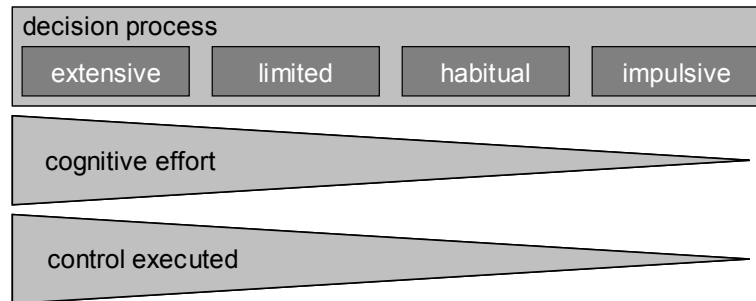 decision process
extensive limited habitual impulsive
cognitive effort
control executed